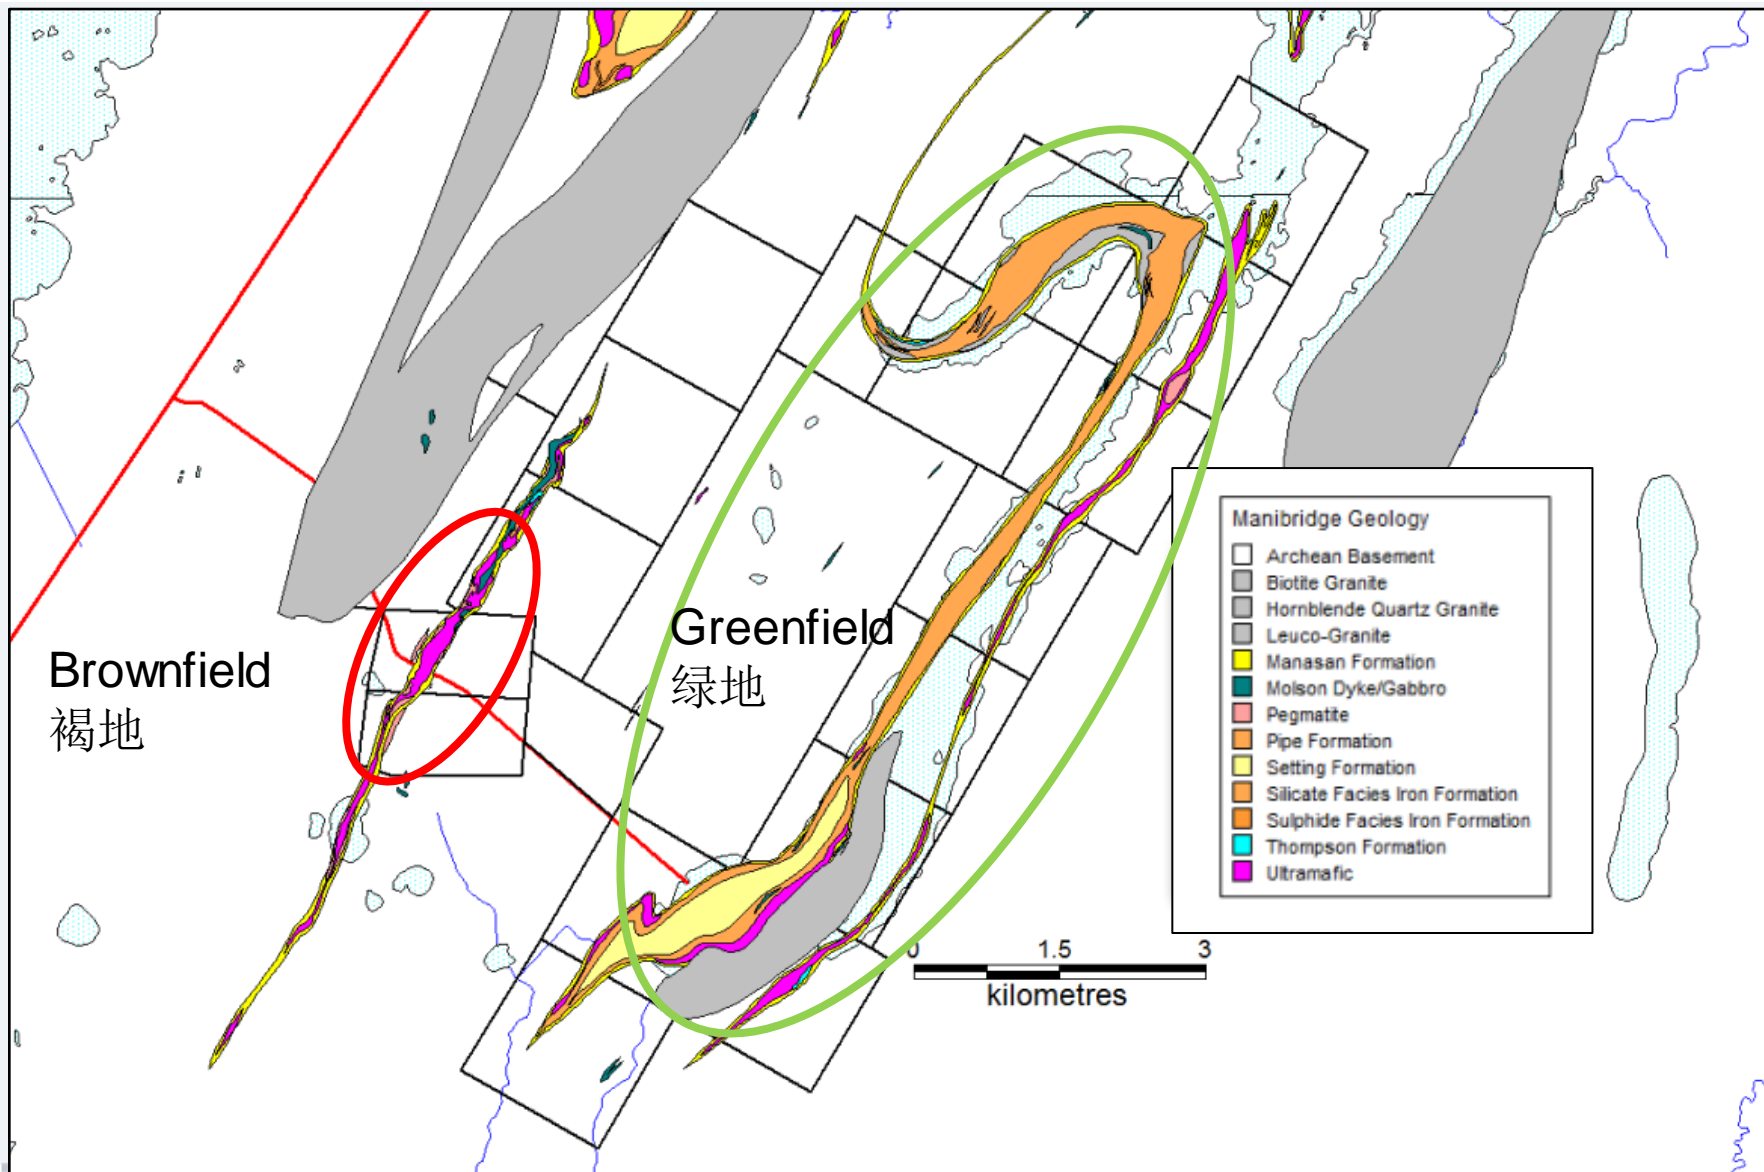 Brownfield
褐地
Greenfield
绿地
Manibridge Geology
Archean Basement
Biotite Granite
Hornblende Quartz Granite
Leuco-Granite
Manasan Formation
Molson Dyke/Gabbro
Pegmatite
Pipe Formation
Setting Formation
Silicate Facies Iron Formation
Sulphide Facies Iron Formation
Thompson Formation
Ultramafic
0 1.5 3
kilometres